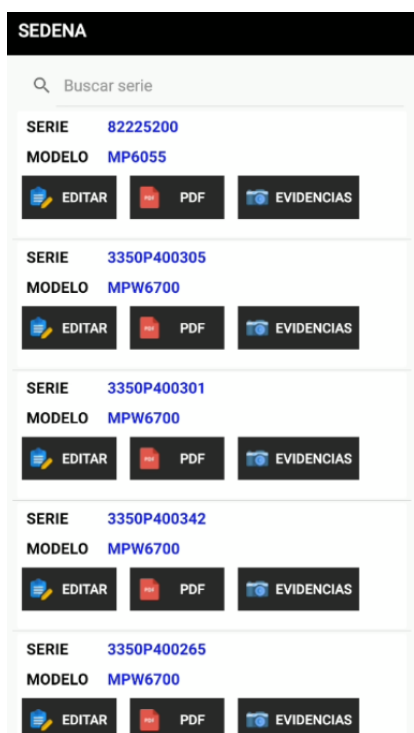 SEDENA
Buscar serie
SERIE 82225200
MODELO MP6055
EDITAR PDF EVIDENCIAS
SERIE 3350P400305
MODELO MPW6700
EDITAR PDF EVIDENCIAS
SERIE 3350P400301
MODELO MPW6700
EDITAR PDF EVIDENCIAS
SERIE 3350P400342
MODELO MPW6700
EDITAR PDF EVIDENCIAS
SERIE 3350P400265
MODELO MPW6700
EDITAR PDF EVIDENCIAS